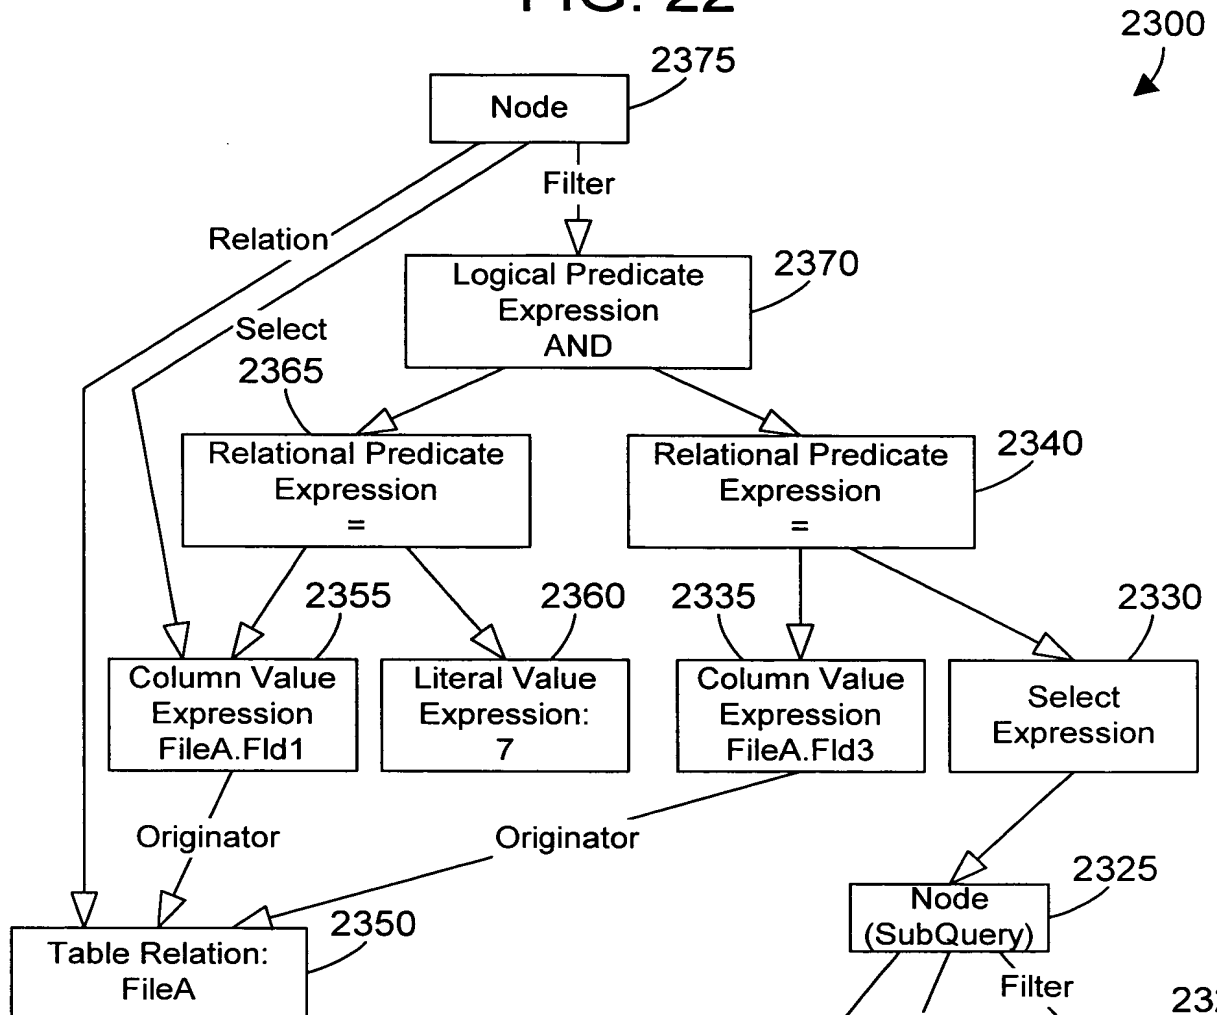 FIG. 22
2300
2375
Node
Filter
Relation
2370
Logical Predicate
Expression
AND
Select
2365
2340
Relational Predicate
Expression
=
Relational Predicate
Expression
=
2355
2360
2335
2330
Column Value
Expression
FileA.Fld1
Literal Value
Expression:
7
Column Value
Expression
FileA.Fld3
Select
Expression
Originator
Originator
2325
Node
(SubQuery)
2350
Table Relation:
FileA
Filter